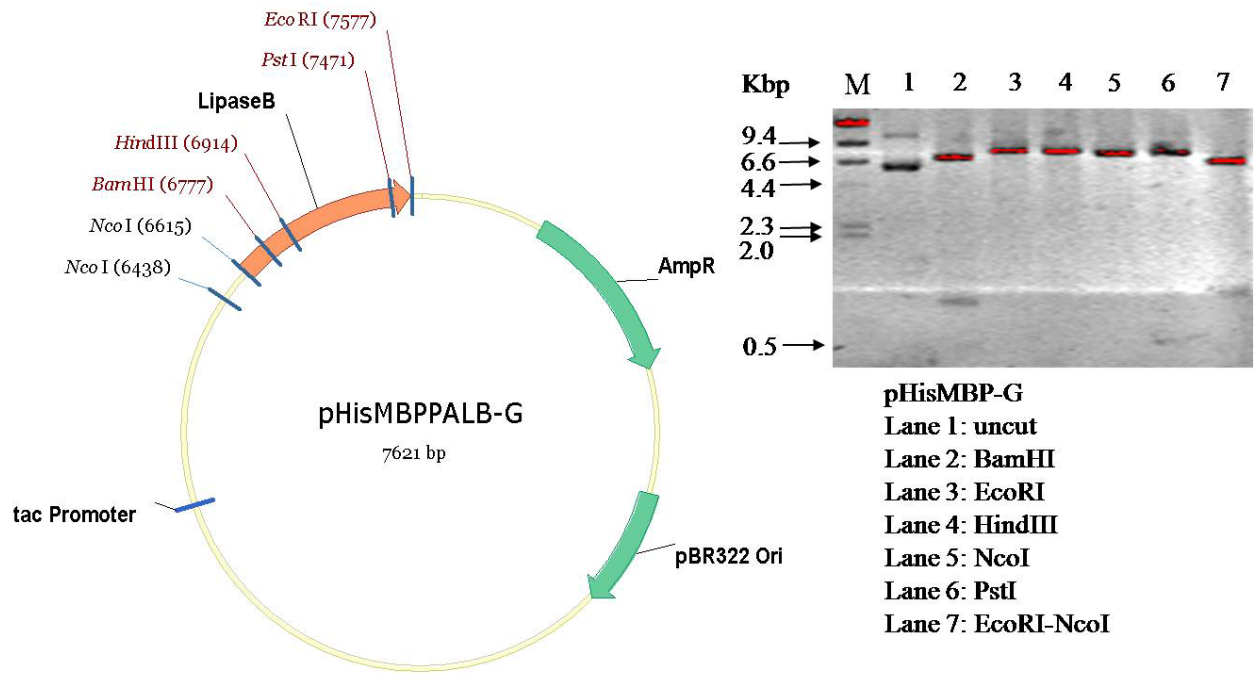 EcoRI (7577)
PstI (7471)
LipaseB
HindIII (6914)
BamHI (6777)
NcoI (6615)
NcoI (6438)
AmpR
pHisMBPPALB-G
7621 bp
tac Promoter
pBR322 Ori
Kbp M 1 2 3 4 5 6 7
9.4
6.6
4.4
2.3
2.0
0.5
pHisMBP-G
Lane 1: uncut
Lane 2: BamHI
Lane 3: EcoRI
Lane 4: HindIII
Lane 5: NcoI
Lane 6: PstI
Lane 7: EcoRI-NcoI